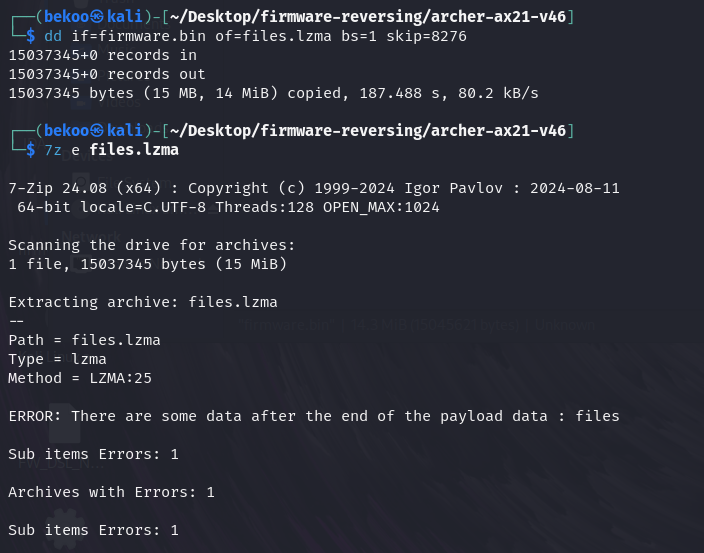 ┌──(bekoo㉿kali)-[~/Desktop/firmware-reversing/archer-ax21-v46]
└─$ dd if=firmware.bin of=files.lzma bs=1 skip=8276
15037345+0 records in
15037345+0 records out
15037345 bytes (15 MB, 14 MiB) copied, 187.488 s, 80.2 kB/s
┌──(bekoo㉿kali)-[~/Desktop/firmware-reversing/archer-ax21-v46]
└─$ 7z e files.lzma
7-Zip 24.08 (x64) : Copyright (c) 1999-2024 Igor Pavlov : 2024-08-11
 64-bit locale=C.UTF-8 Threads:128 OPEN_MAX:1024
Scanning the drive for archives:
1 file, 15037345 bytes (15 MiB)
Extracting archive: files.lzma
--
Path = files.lzma
Type = lzma
Method = LZMA:25
ERROR: There are some data after the end of the payload data : files
Sub items Errors: 1
Archives with Errors: 1
Sub items Errors: 1